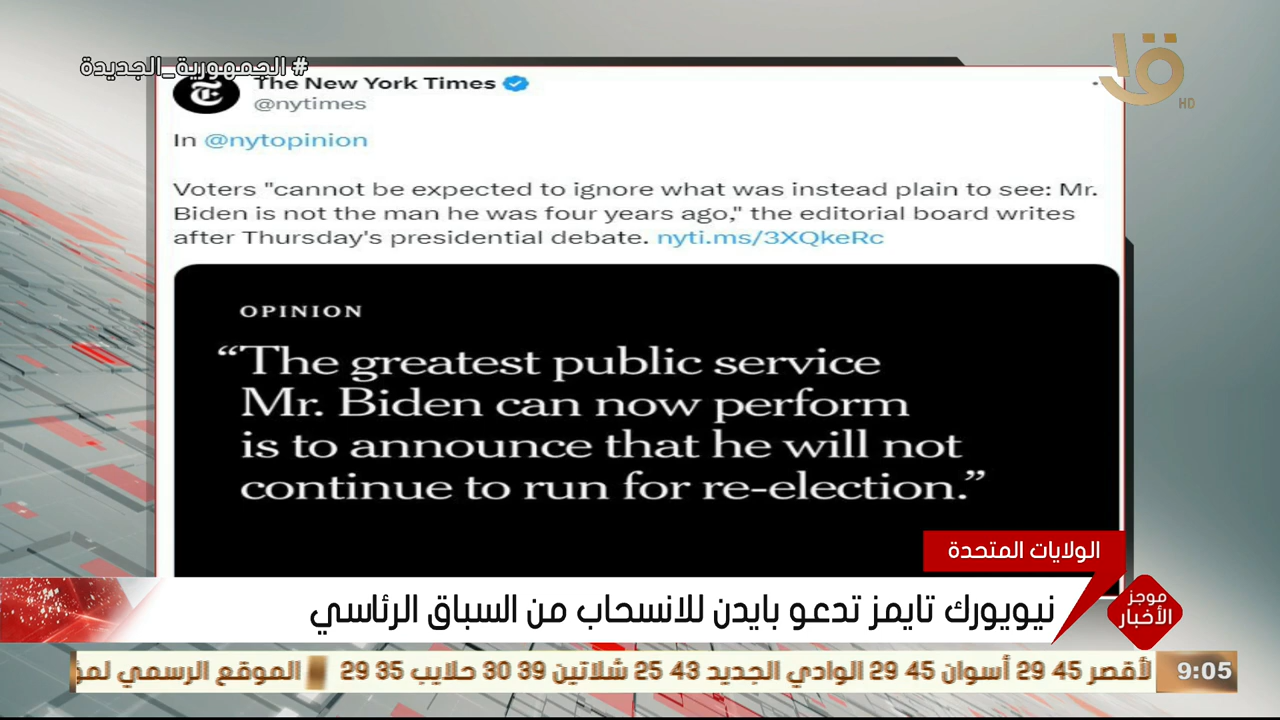 # الجمهورية_الجديدة
The New York Times
@nytimes
HD
In @nytopinion
Voters "cannot be expected to ignore what was instead plain to see: Mr.
Biden is not the man he was four years ago," the editorial board writes
after Thursday's presidential debate. nyti.ms/3XQkeRc
OPINION
“The greatest public service
Mr. Biden can now perform
is to announce that he will not
continue to run for re-election.”
الولايات المتحدة
نيويورك تايمز تدعو بايدن للانسحاب من السباق الرئاسي
موجز
الأخبار
9:05
لأقصر 45 29 أسوان 45 29 الوادي الجديد 43 25 شلاتين 39 30 حلايب 35 29 الموقع الرسمي